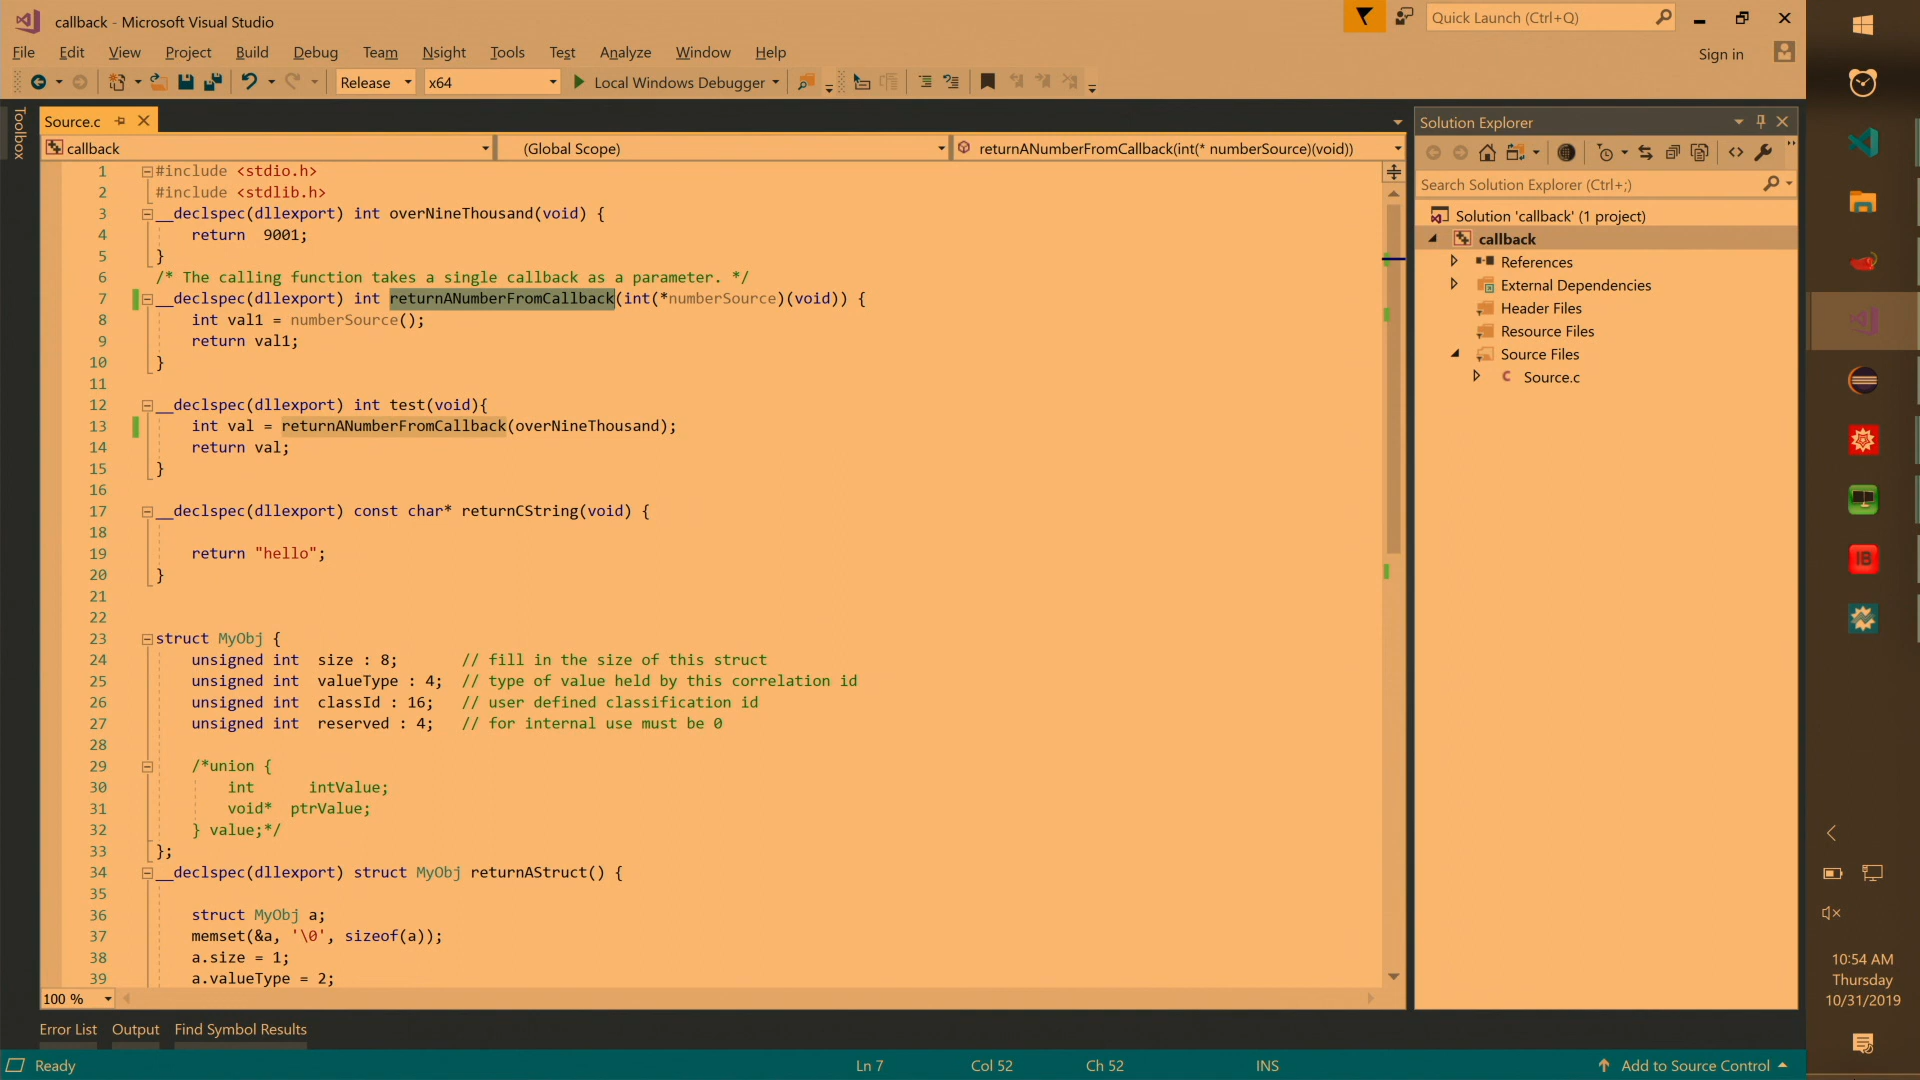 callback - Microsoft Visual Studio
Quick Launch (Ctrl+Q)
File Edit View Project Build Debug Team Nsight Tools Test Analyze Window Help
Sign in
Release x64 Local Windows Debugger
Toolbox
Source.c
callback (Global Scope) returnANumberFromCallback(int(* numberSource)(void))
1 #include <stdio.h>
2 #include <stdlib.h>
3 __declspec(dllexport) int overNineThousand(void) {
4 return  9001;
5 }
6 /* The calling function takes a single callback as a parameter. */
7 __declspec(dllexport) int returnANumberFromCallback(int(*numberSource)(void)) {
8 int val1 = numberSource();
9 return val1;
10 }
11
12 __declspec(dllexport) int test(void){
13 int val = returnANumberFromCallback(overNineThousand);
14 return val;
15 }
16
17 __declspec(dllexport) const char* returnCString(void) {
18
19 return "hello";
20 }
21
22
23 struct MyObj {
24 unsigned int  size : 8;       // fill in the size of this struct
25 unsigned int  valueType : 4;  // type of value held by this correlation id
26 unsigned int  classId : 16;   // user defined classification id
27 unsigned int  reserved : 4;   // for internal use must be 0
28
29 /*union {
30 int      intValue;
31 void*  ptrValue;
32 } value;*/
33 };
34 __declspec(dllexport) struct MyObj returnAStruct() {
35
36 struct MyObj a;
37 memset(&a, '\0', sizeof(a));
38 a.size = 1;
39 a.valueType = 2;
100 %
Solution Explorer
Search Solution Explorer (Ctrl+;)
Solution 'callback' (1 project)
callback
References
External Dependencies
Header Files
Resource Files
Source Files
C Source.c
IB
10:54 AM
Thursday
10/31/2019
Error List Output Find Symbol Results
Ready Ln 7 Col 52 Ch 52 INS Add to Source Control